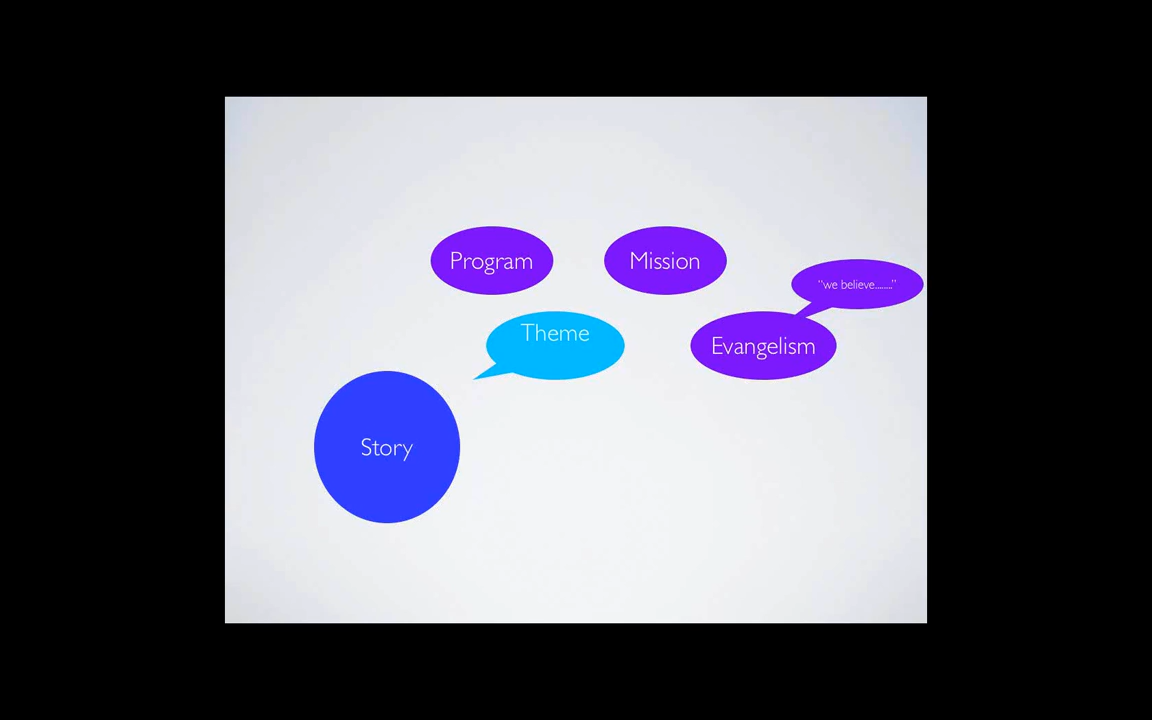 Program
Mission
"we believe........"
Theme
Evangelism
Story